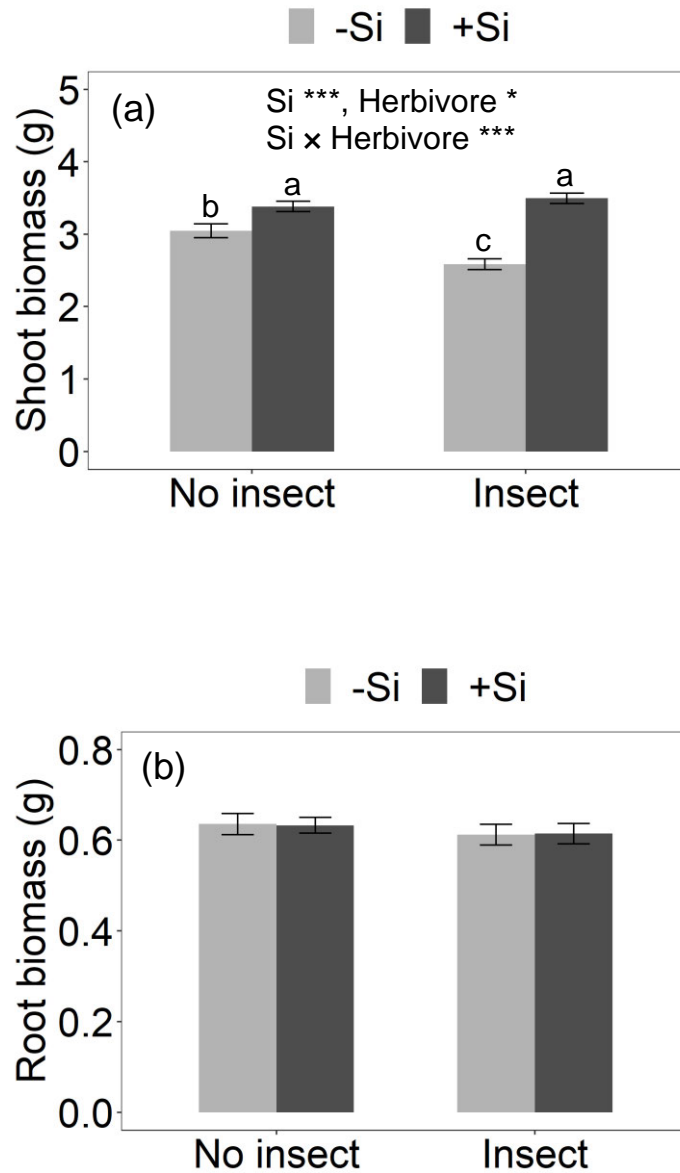 -Si +Si
(a)
Si ***, Herbivore *
Si × Herbivore ***
Shoot biomass (g)
5
4
3
2
1
0
b
a
c
a
No insect
Insect
-Si +Si
(b)
Root biomass (g)
0.8
0.6
0.4
0.2
0.0
No insect
Insect